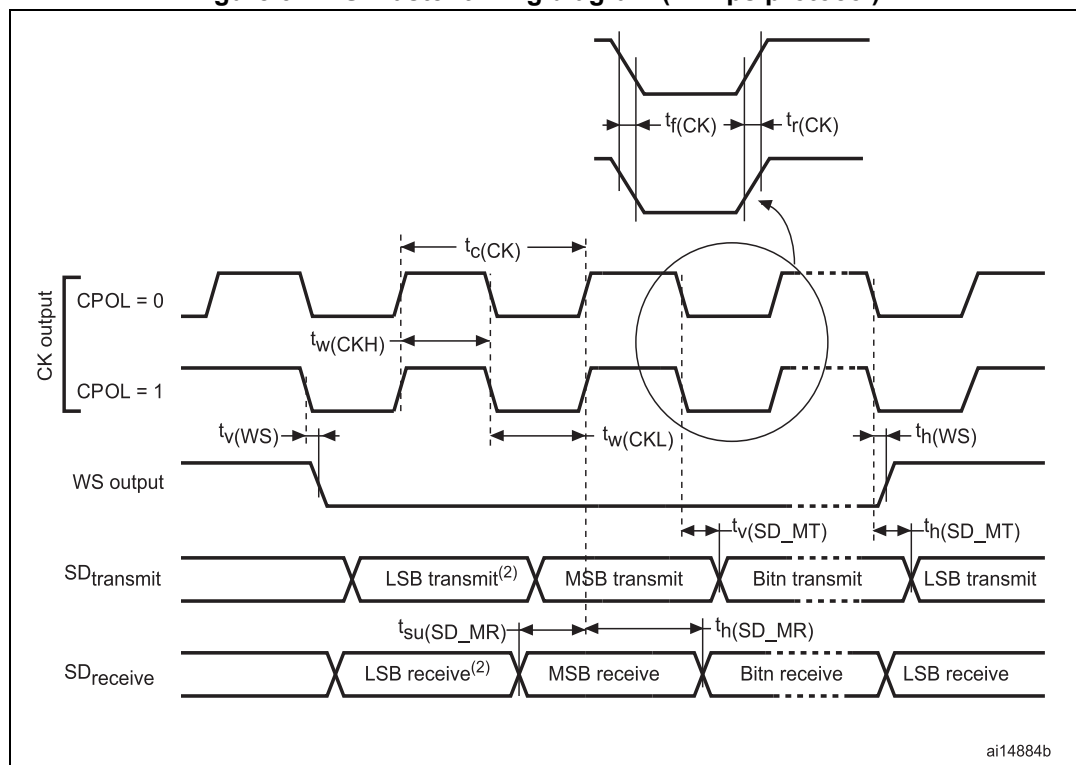 tf(CK) tr(CK)
tc(CK)
CK output
CPOL = 0
tw(CKH)
CPOL = 1
tv(WS) tw(CKL) th(WS)
WS output
tv(SD_MT) th(SD_MT)
SDtransmit LSB transmit(2) MSB transmit Bitn transmit LSB transmit
tsu(SD_MR) th(SD_MR)
SDreceive LSB receive(2) MSB receive Bitn receive LSB receive
ai14884b